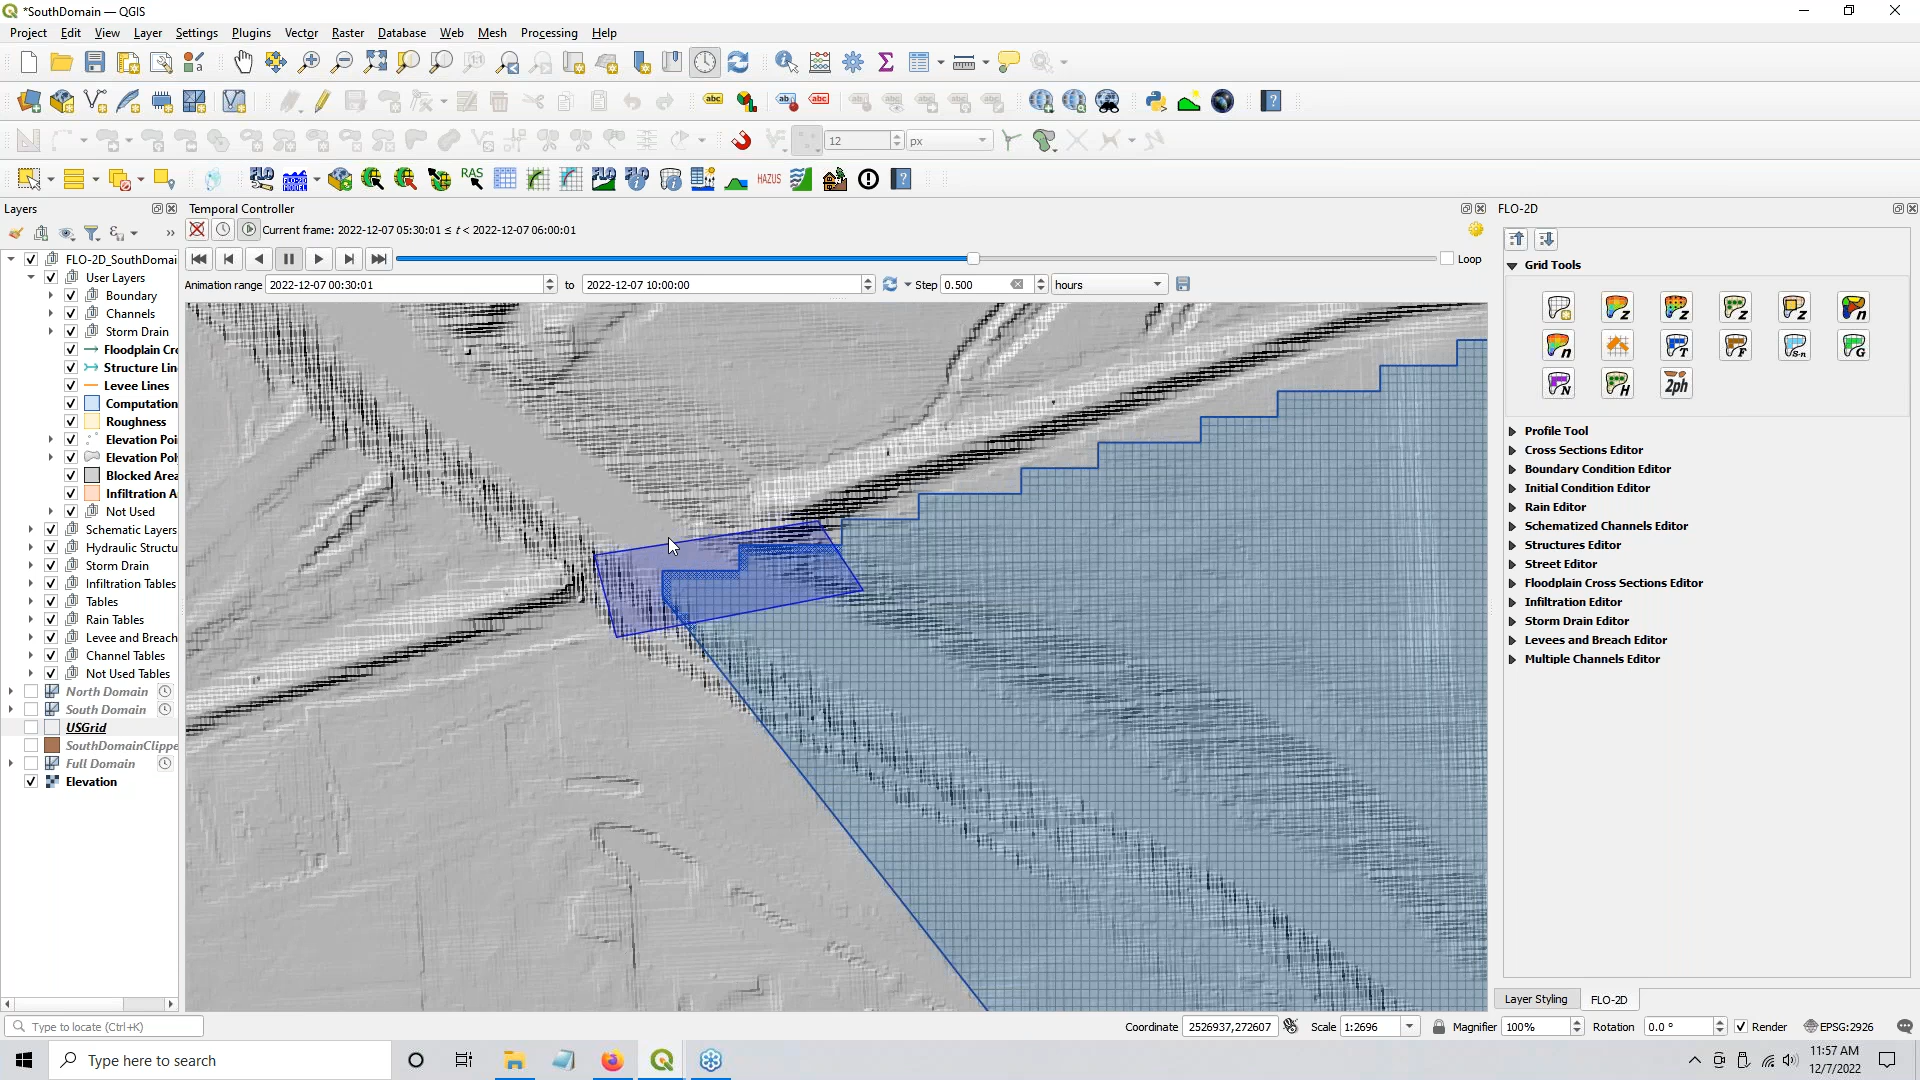 *SouthDomain — QGIS
Project Edit View Layer Settings Plugins Vector Raster Database Web Mesh Processing Help
abc abc abc
12 px
FLO RAS HAZUS
Layers
Temporal Controller
FLO-2D
Current frame: 2022-12-07 05:30:01 ≤ t < 2022-12-07 06:00:01
Loop
Animation range 2022-12-07 00:30:01 to 2022-12-07 10:00:00 Step 0.500 hours
FLO-2D_SouthDomai
User Layers
Boundary
Channels
Storm Drain
Floodplain Cr
Structure Lin
Levee Lines
Computation
Roughness
Elevation Poi
Elevation Pol
Blocked Area
Infiltration A
Not Used
Schematic Layers
Hydraulic Structu
Storm Drain
Infiltration Tables
Tables
Rain Tables
Levee and Breach
Channel Tables
Not Used Tables
North Domain
South Domain
USGrid
SouthDomainClippe
Full Domain
Elevation
Grid Tools
Z Z Z Z n
n T F S-n G
N H 2ph
Profile Tool
Cross Sections Editor
Boundary Condition Editor
Initial Condition Editor
Rain Editor
Schematized Channels Editor
Structures Editor
Street Editor
Floodplain Cross Sections Editor
Infiltration Editor
Storm Drain Editor
Levees and Breach Editor
Multiple Channels Editor
Layer Styling FLO-2D
Type to locate (Ctrl+K)
Coordinate 2526937,272607 Scale 1:2696 Magnifier 100% Rotation 0.0 ° Render EPSG:2926
Type here to search
11:57 AM
12/7/2022